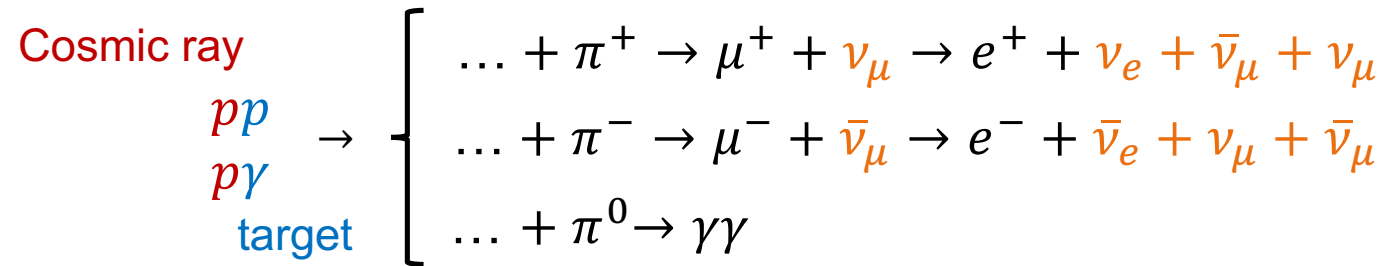 Cosmic ray
pp
pγ
target
→
… + π⁺ → μ⁺ + ν_μ → e⁺ + ν_e + ν̄_μ + ν_μ
… + π⁻ → μ⁻ + ν̄_μ → e⁻ + ν̄_e + ν_μ + ν̄_μ
… + π⁰→ γγ